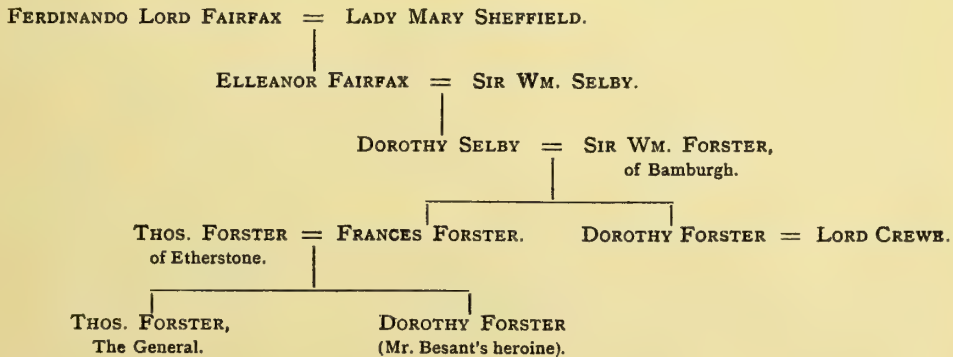 FERDINANDO LORD FAIRFAX = LADY MARY SHEFFIELD.
ELLEANOR FAIRFAX = SIR WM. SELBY.
DOROTHY SELBY = SIR WM. FORSTER,
of Bamburgh.
THOS. FORSTER = FRANCES FORSTER. DOROTHY FORSTER = LORD CREWE.
of Etherstone.
THOS. FORSTER, DOROTHY FORSTER
The General. (Mr. Besant's heroine).